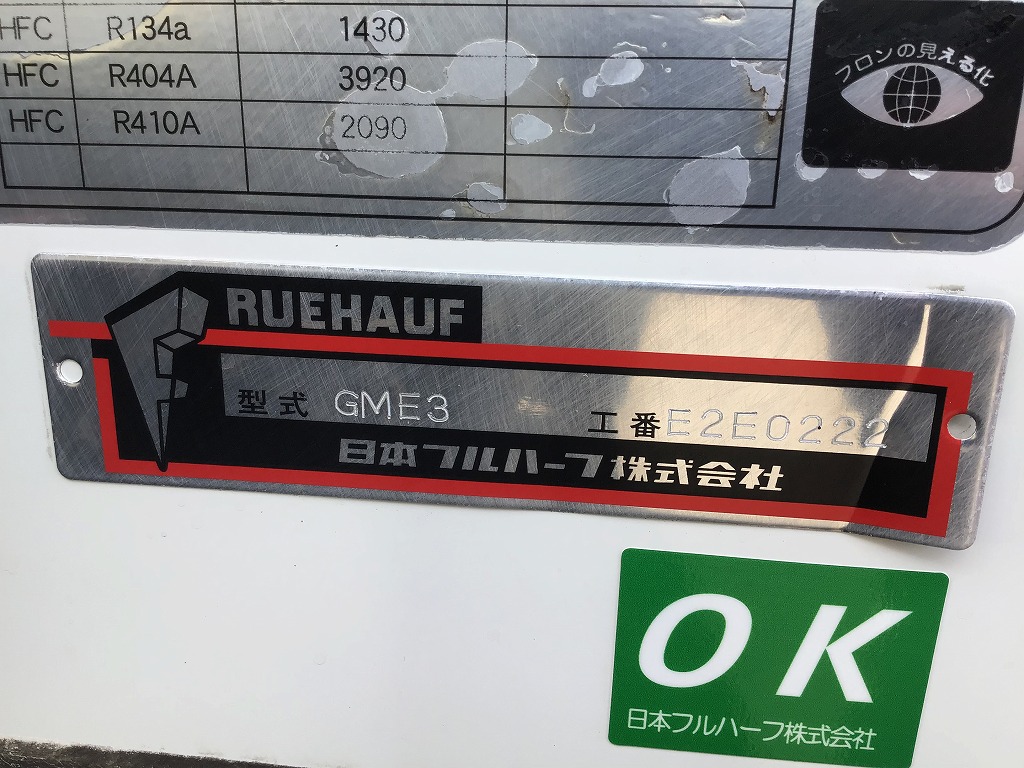 HFC R134a 1430
HFC R404A 3920
HFC R410A 2090
フロンの見える化
RUEHAUF
型式 GME3 工番 E2E0222
日本フルハーフ株式会社
OK
日本フルハーフ株式会社